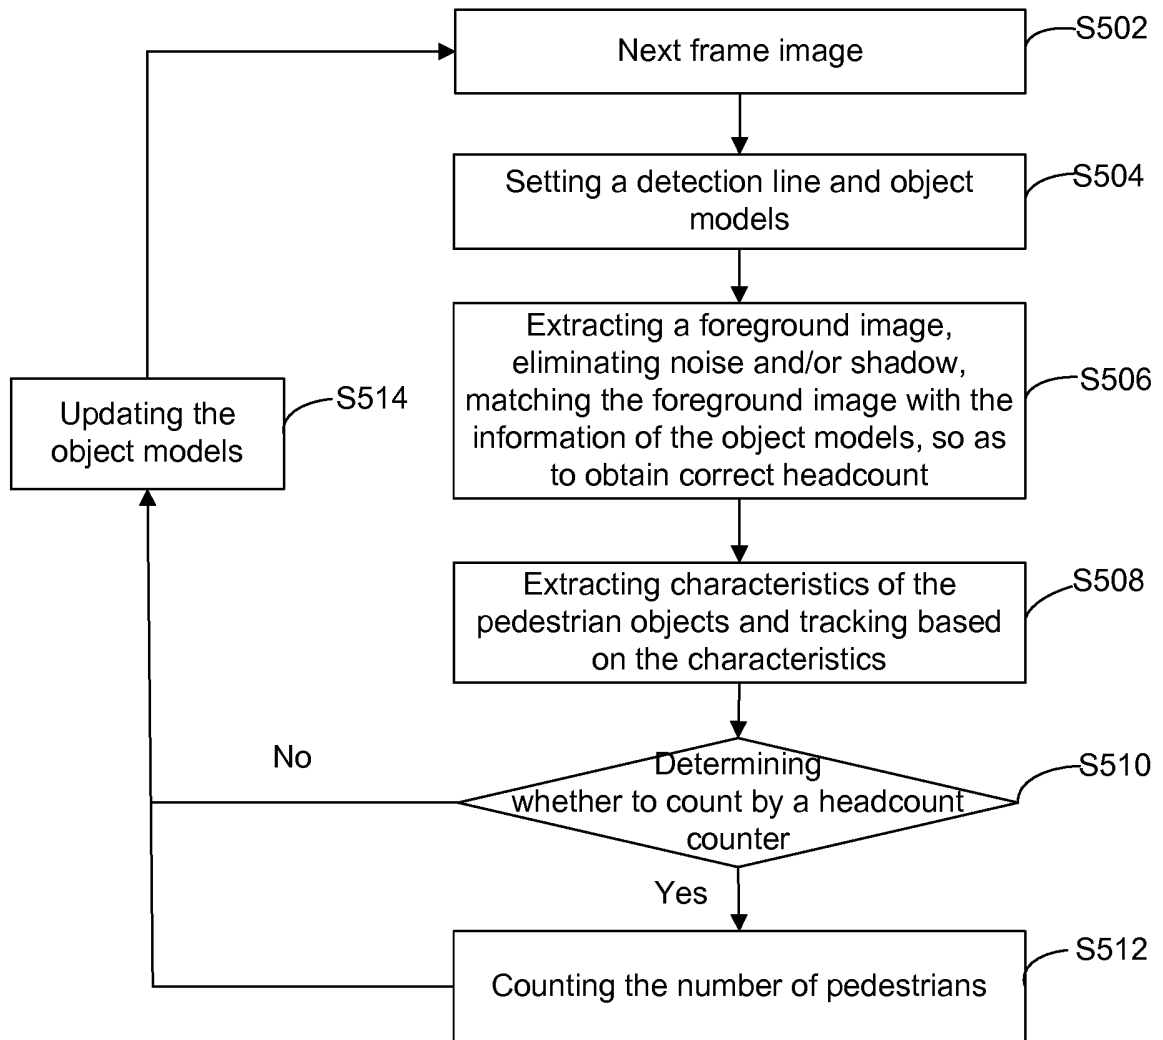 Next frame image
S502
Setting a detection line and object
models
S504
Extracting a foreground image,
eliminating noise and/or shadow,
matching the foreground image with the
information of the object models, so as
to obtain correct headcount
S506
Updating the
object models
S514
Extracting characteristics of the
pedestrian objects and tracking based
on the characteristics
S508
Determining
whether to count by a headcount
counter
S510
No
Yes
Counting the number of pedestrians
S512